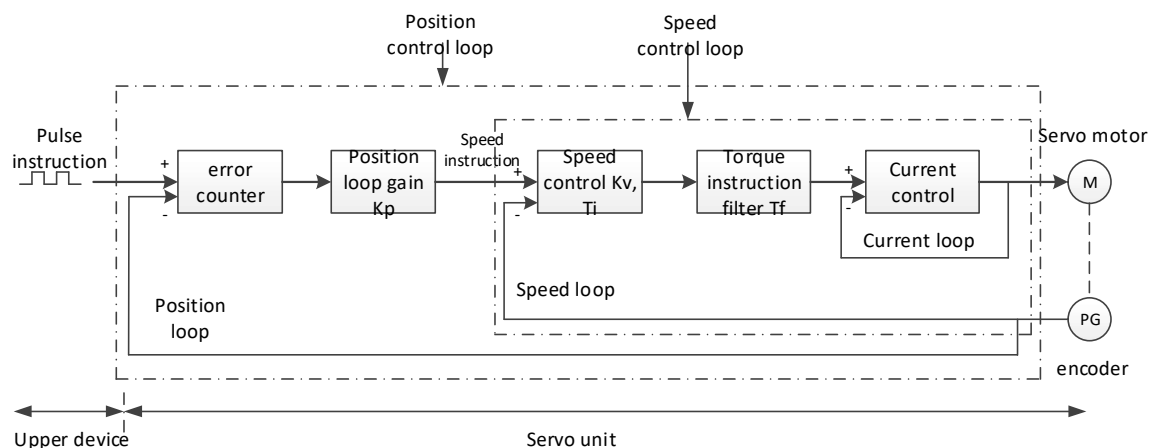 Position
control loop
Speed
control loop
Pulse
instruction
+
-
error
counter
Position
loop gain
Kp
Speed
instruction
+
-
Speed
control Kv,
Ti
Torque
instruction
filter Tf
+
-
Current
control
Current loop
Servo motor
M
Speed loop
Position
loop
PG
encoder
Upper device
Servo unit